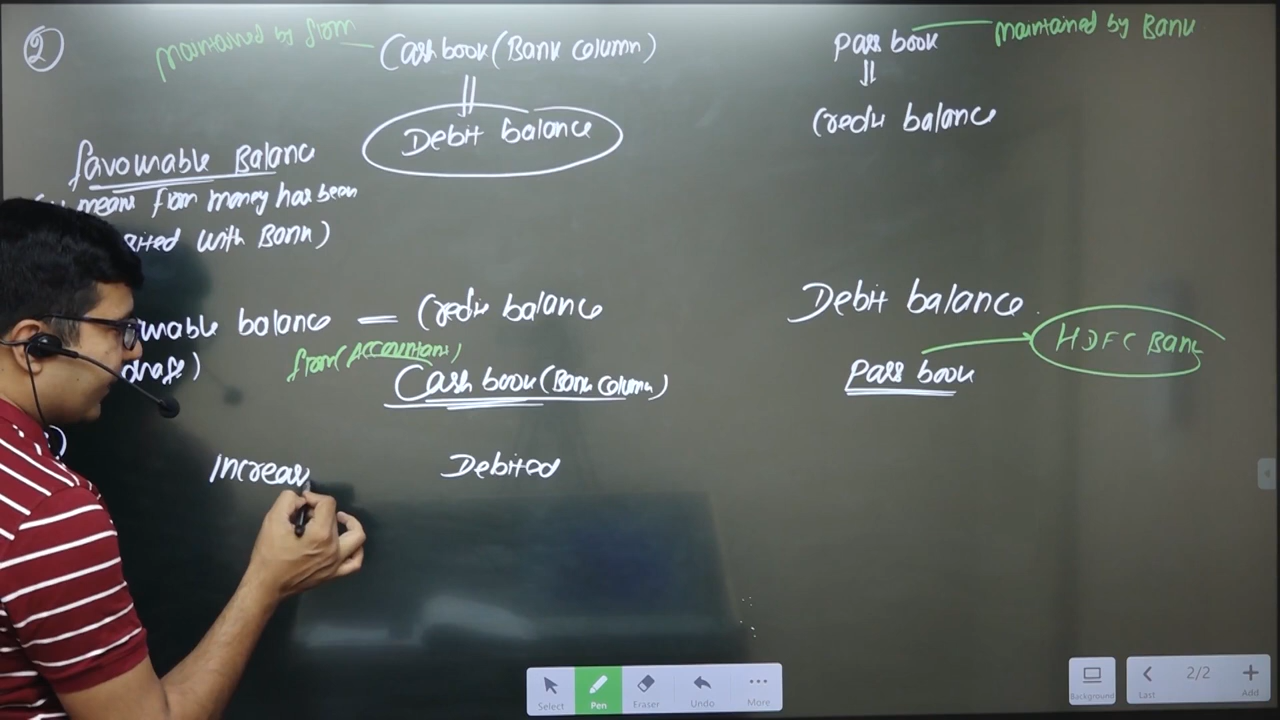 2
Maintained by firm
Cash book (Bank column)
Pass book
Maintained by Bank
Debit balance
Credit balance
favourable Balance
means firm money has been
with Bank)
balance = Credit balance
Debit balance
firm (Accountant)
Cash book (Bank column)
Pass book
HDFC Bank
Increas
Debited
Select
Pen
Eraser
Undo
More
Background
Last
2/2
Add